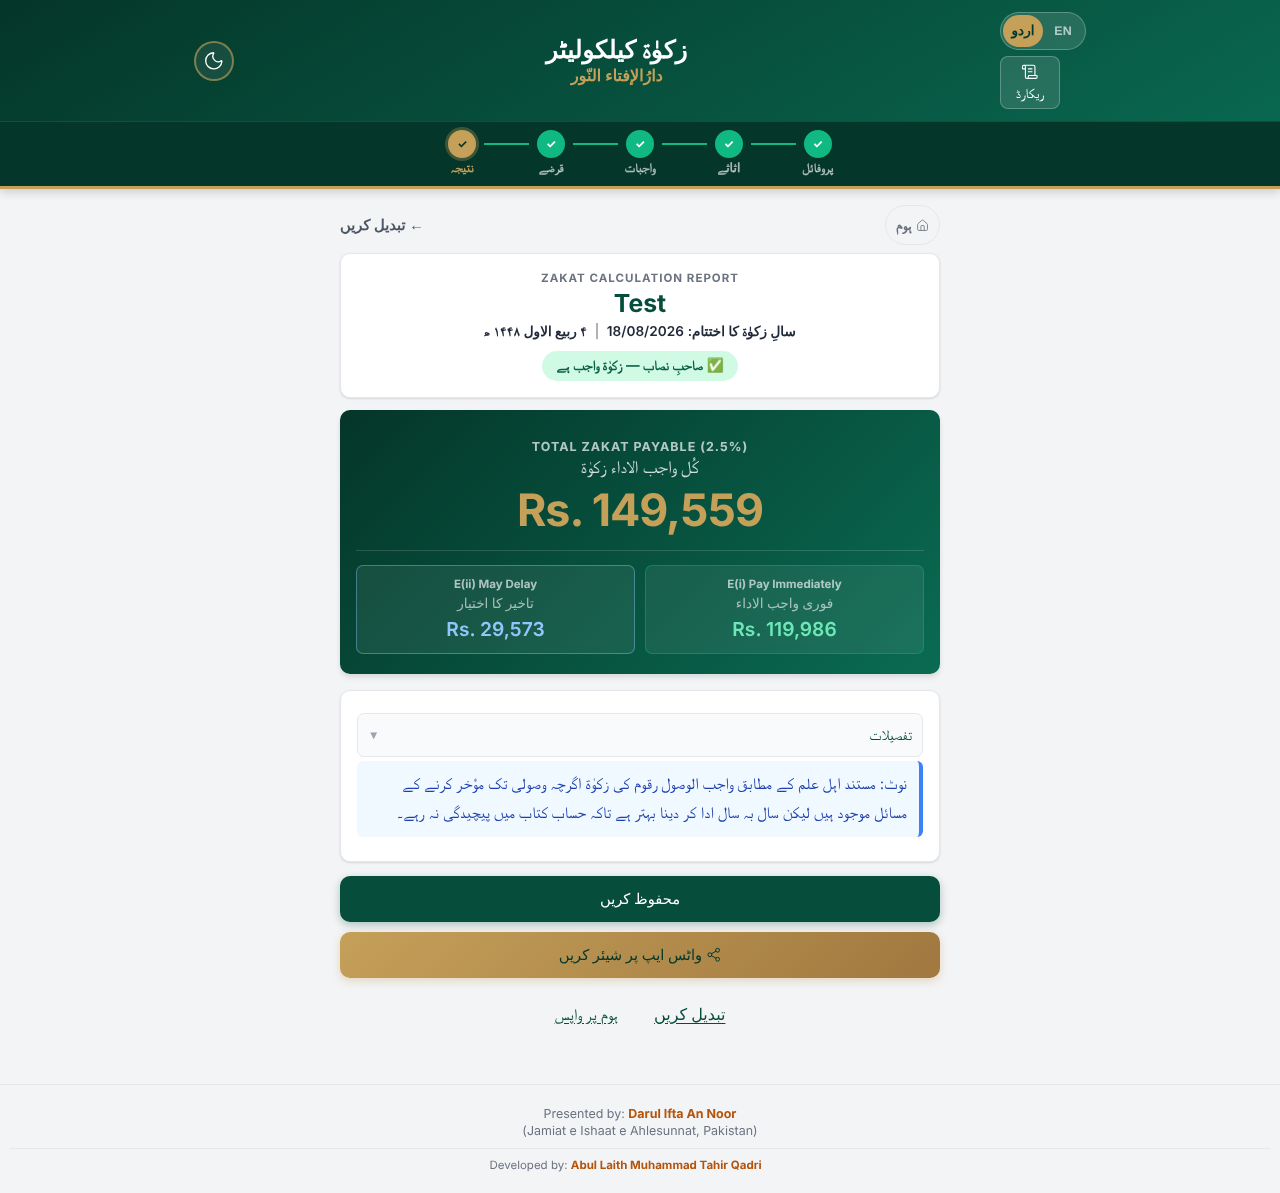 اردو EN
ریکارڈ
زکوٰۃ کیلکولیٹر
دارُالإفتاء النّور
پروفائل
اثاثے
واجبات
قرضے
نتیجہ
ہوم
← تبدیل کریں
ZAKAT CALCULATION REPORT
Test
سالِ زکوٰۃ کا اختتام: 18/08/2026 | ۴ ربیع الاول ۱۴۴۸ ھ
✅ صاحبِ نصاب — زکوٰۃ واجب ہے
TOTAL ZAKAT PAYABLE (2.5%)
کُل واجب الاداء زکوٰۃ
Rs. 149,559
E(i) Pay Immediately
فوری واجب الاداء
Rs. 119,986
E(ii) May Delay
تاخیر کا اختیار
Rs. 29,573
تفصیلات ▼
نوٹ: مستند اہل علم کے مطابق واجب الوصول رقوم کی زکوٰۃ اگرچہ وصولی تک مؤخر کرنے کے
مسائل موجود ہیں لیکن سال بہ سال ادا کر دینا بہتر ہے تاکہ حساب کتاب میں پیچیدگی نہ رہے۔
محفوظ کریں
واٹس ایپ پر شیئر کریں
تبدیل کریں
ہوم پر واپس
Presented by: Darul Ifta An Noor
(Jamiat e Ishaat e Ahlesunnat, Pakistan)
Developed by: Abul Laith Muhammad Tahir Qadri